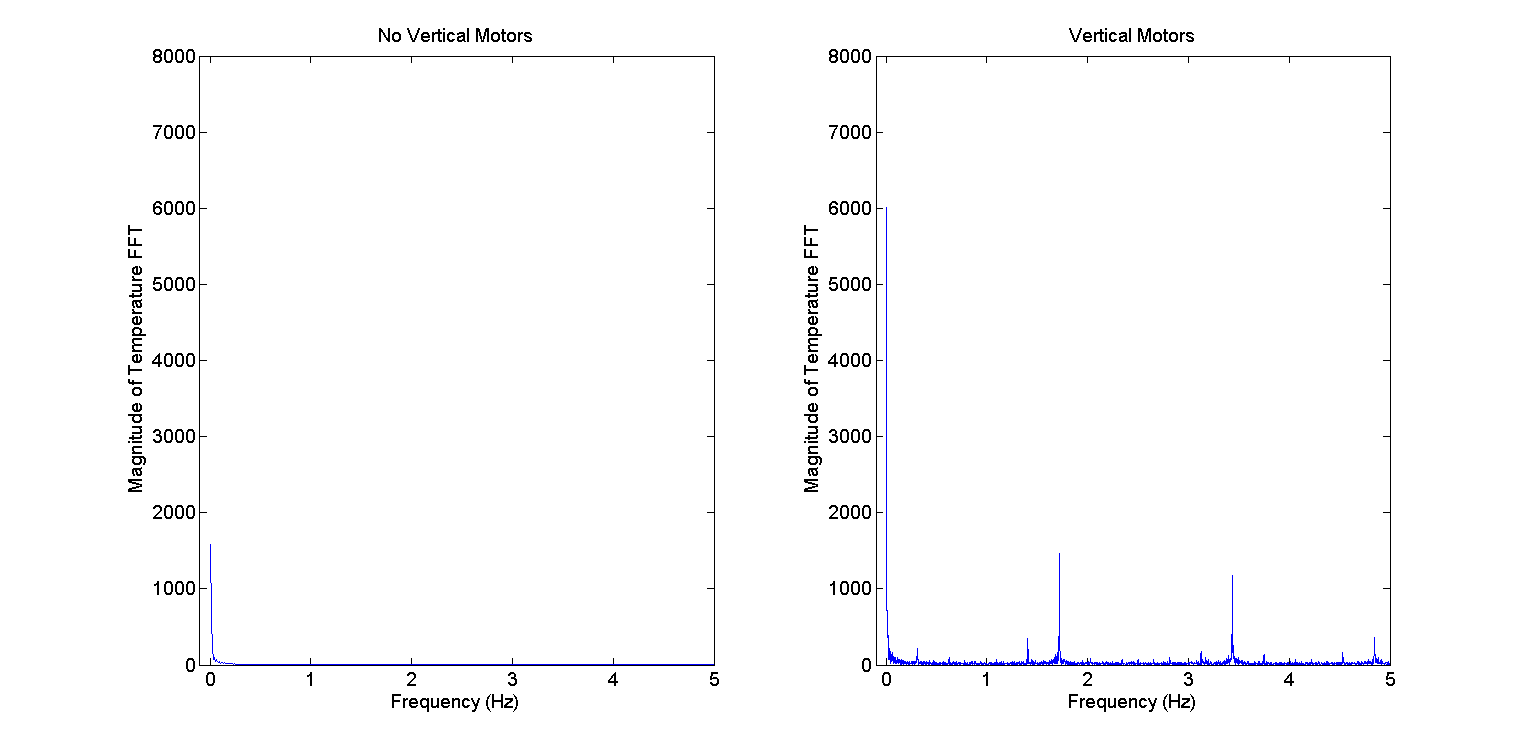 No Vertical Motors
8000
7000
6000
5000
4000
3000
2000
1000
0
Magnitude of Temperature FFT
0 1 2 3 4 5
Frequency (Hz)
Vertical Motors
8000
7000
6000
5000
4000
3000
2000
1000
0
Magnitude of Temperature FFT
0 1 2 3 4 5
Frequency (Hz)